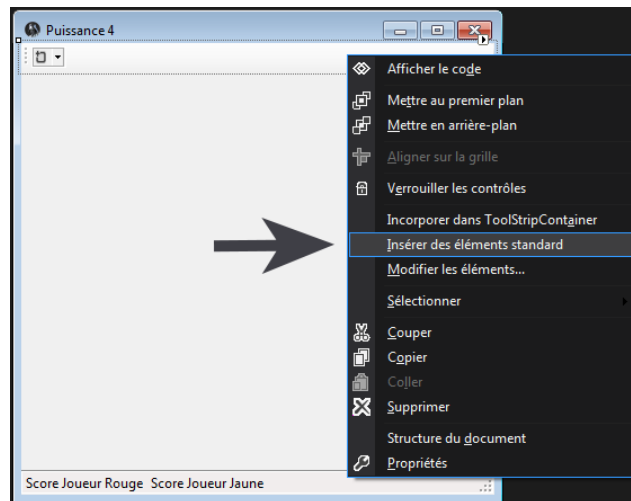 Puissance 4
Afficher le code
Mettre au premier plan
Mettre en arrière-plan
Aligner sur la grille
Verrouiller les contrôles
Incorporer dans ToolStripContainer
Insérer des éléments standard
Modifier les éléments...
Sélectionner
Couper
Copier
Coller
Supprimer
Structure du document
Propriétés
Score Joueur Rouge Score Joueur Jaune